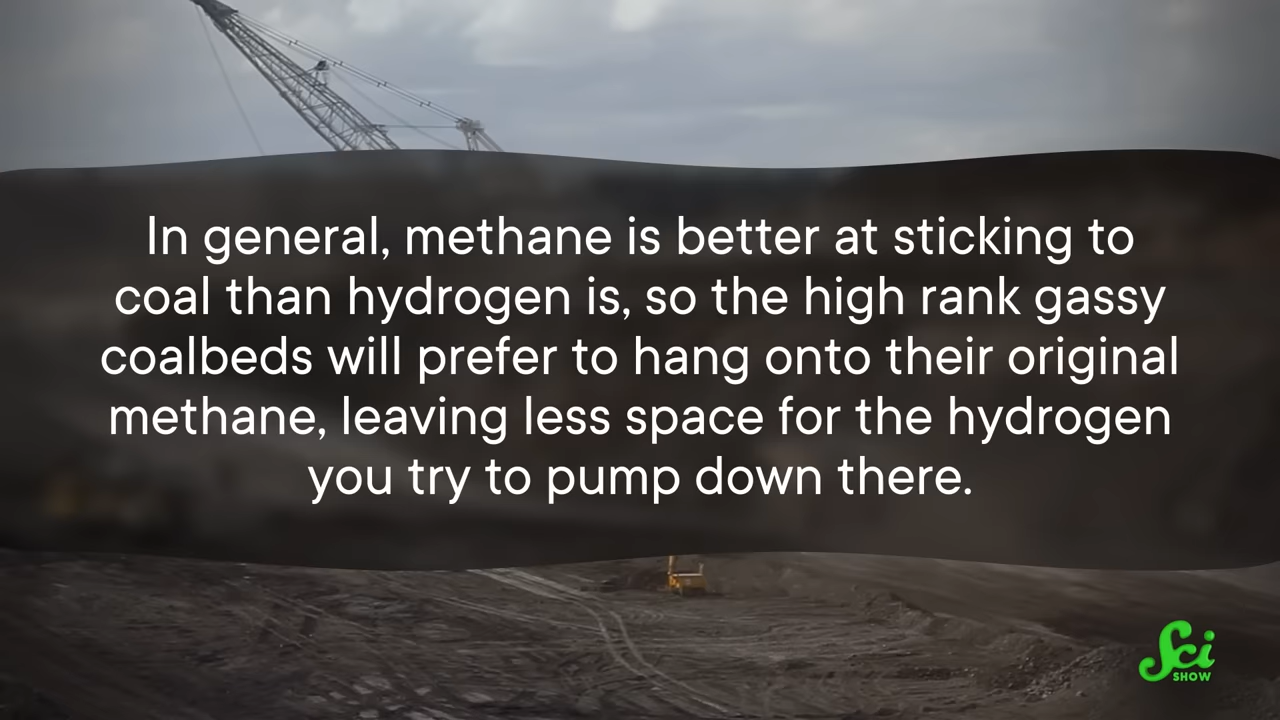 In general, methane is better at sticking to
coal than hydrogen is, so the high rank gassy
coalbeds will prefer to hang onto their original
methane, leaving less space for the hydrogen
you try to pump down there.
Sci
SHOW